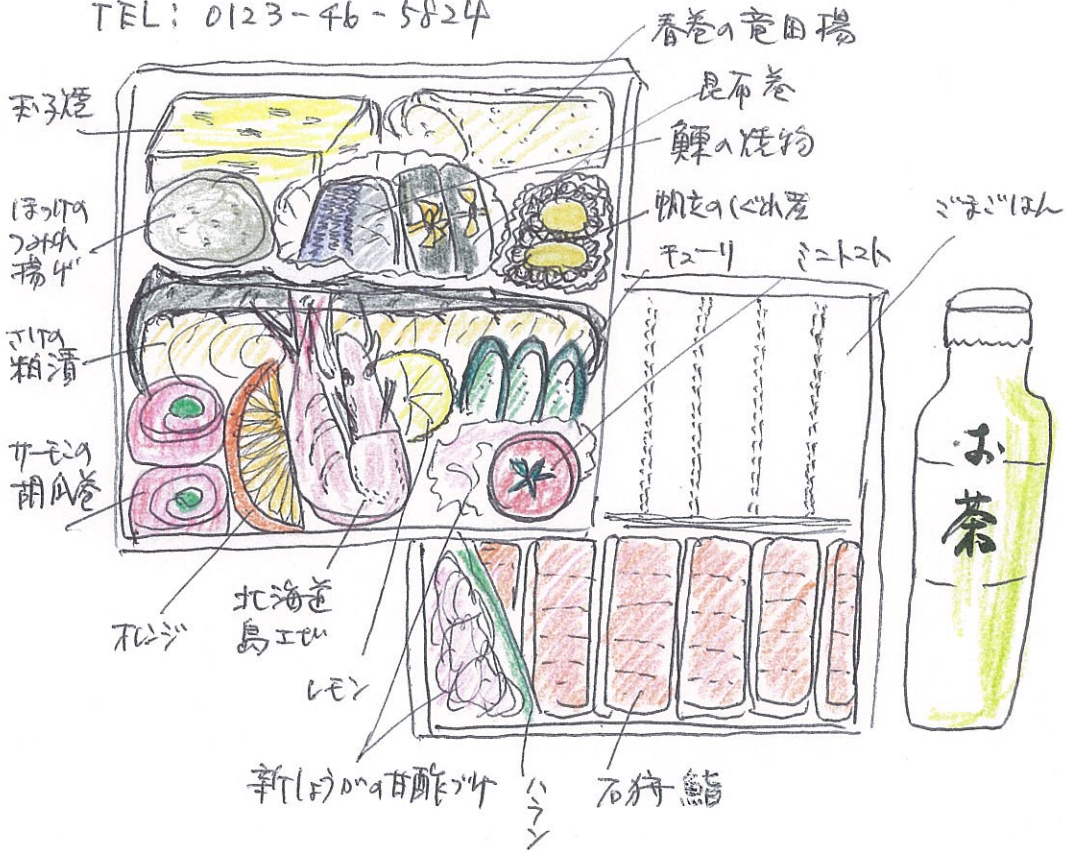 TEL: 0123-46-5824
春巻の竜田揚
昆布巻
鰊の焼物
帆立のしぐれ煮
キューリ
ミニトマト
ごまごはん
玉子焼
ほっけの
つみれ
揚げ
さけの
粕漬
サーモンの
胡瓜巻
オレンジ
北海道
島エビ
レモン
新しょうがの甘酢づけ
ハラン
石狩鮨
お
茶